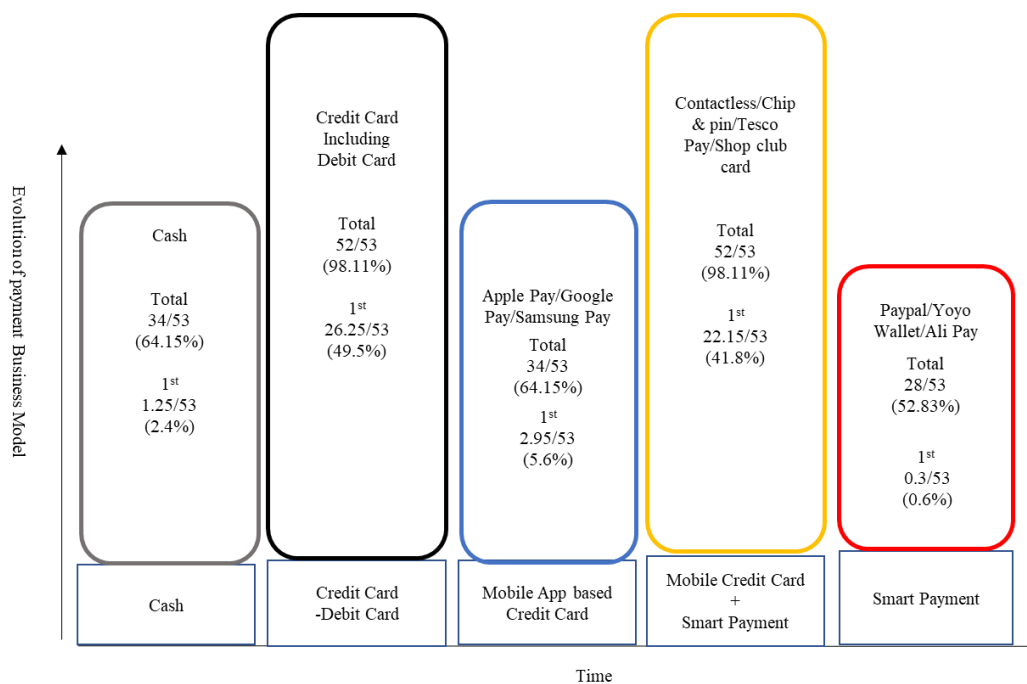 Evolution of payment Business Model
Cash
Total
34/53
(64.15%)
1st
1.25/53
(2.4%)
Credit Card
Including
Debit Card
Total
52/53
(98.11%)
1st
26.25/53
(49.5%)
Apple Pay/Google
Pay/Samsung Pay
Total
34/53
(64.15%)
1st
2.95/53
(5.6%)
Contactless/Chip
& pin/Tesco
Pay/Shop club
card
Total
52/53
(98.11%)
1st
22.15/53
(41.8%)
Paypal/Yoyo
Wallet/Ali Pay
Total
28/53
(52.83%)
1st
0.3/53
(0.6%)
Cash
Credit Card
-Debit Card
Mobile App based
Credit Card
Mobile Credit Card
+
Smart Payment
Smart Payment
Time